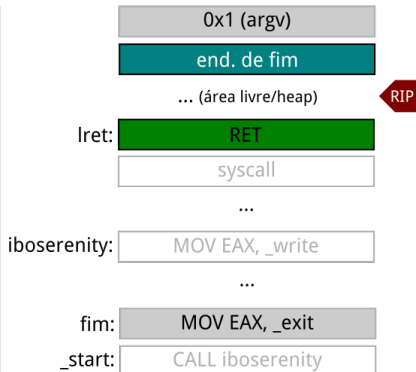 0x1 (argv)
end. de fim
... (área livre/heap)
RIP
lret: RET
syscall
...
iboserenity: MOV EAX, _write
...
fim: MOV EAX, _exit
_start: CALL iboserenity